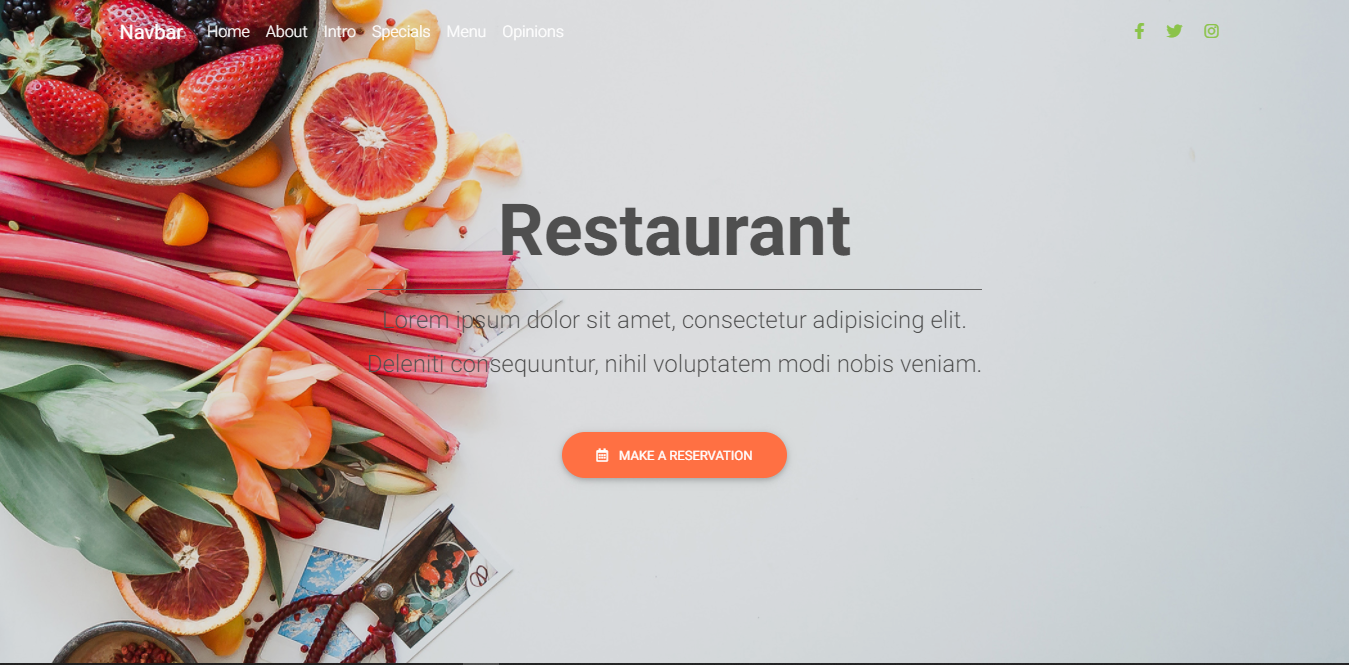 Navbar Home About Intro Specials Menu Opinions
Restaurant
Lorem ipsum dolor sit amet, consectetur adipisicing elit.
Deleniti consequuntur, nihil voluptatem modi nobis veniam.
MAKE A RESERVATION